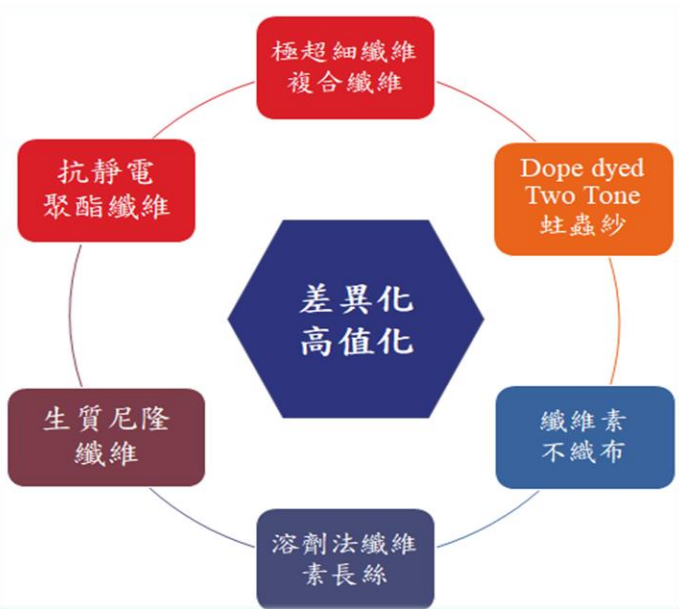 極超細纖維
複合纖維
抗靜電
聚酯纖維
Dope dyed
Two Tone
蛀蟲紗
差異化
高值化
生質尼隆
纖維
纖維素
不織布
溶劑法纖維
素長絲